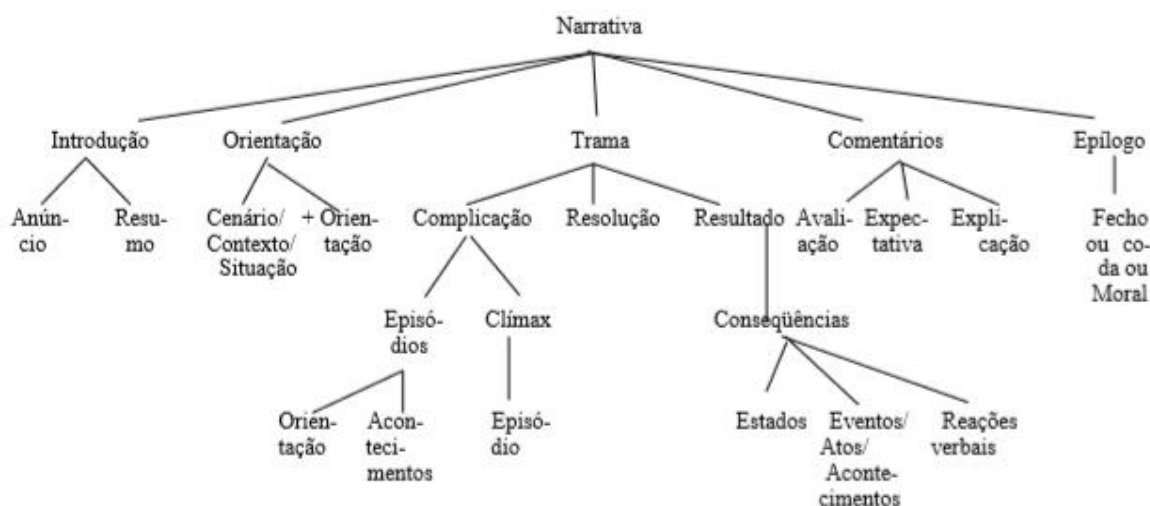 Narrativa
Introdução Orientação Trama Comentários Epílogo
Anún- Resu- Cenário/ + Orien- Complicação Resolução Resultado Avali- Expec- Expli- Fecho
cio mo Contexto/ tação ação tativa cação ou co-
Situação da ou
Moral
Episó- Clímax Conseqüências
dios
Orien- Acon- Episó- Estados Eventos/ Reações
tação teci- dio Atos/ verbais
mentos Aconte-
cimentos